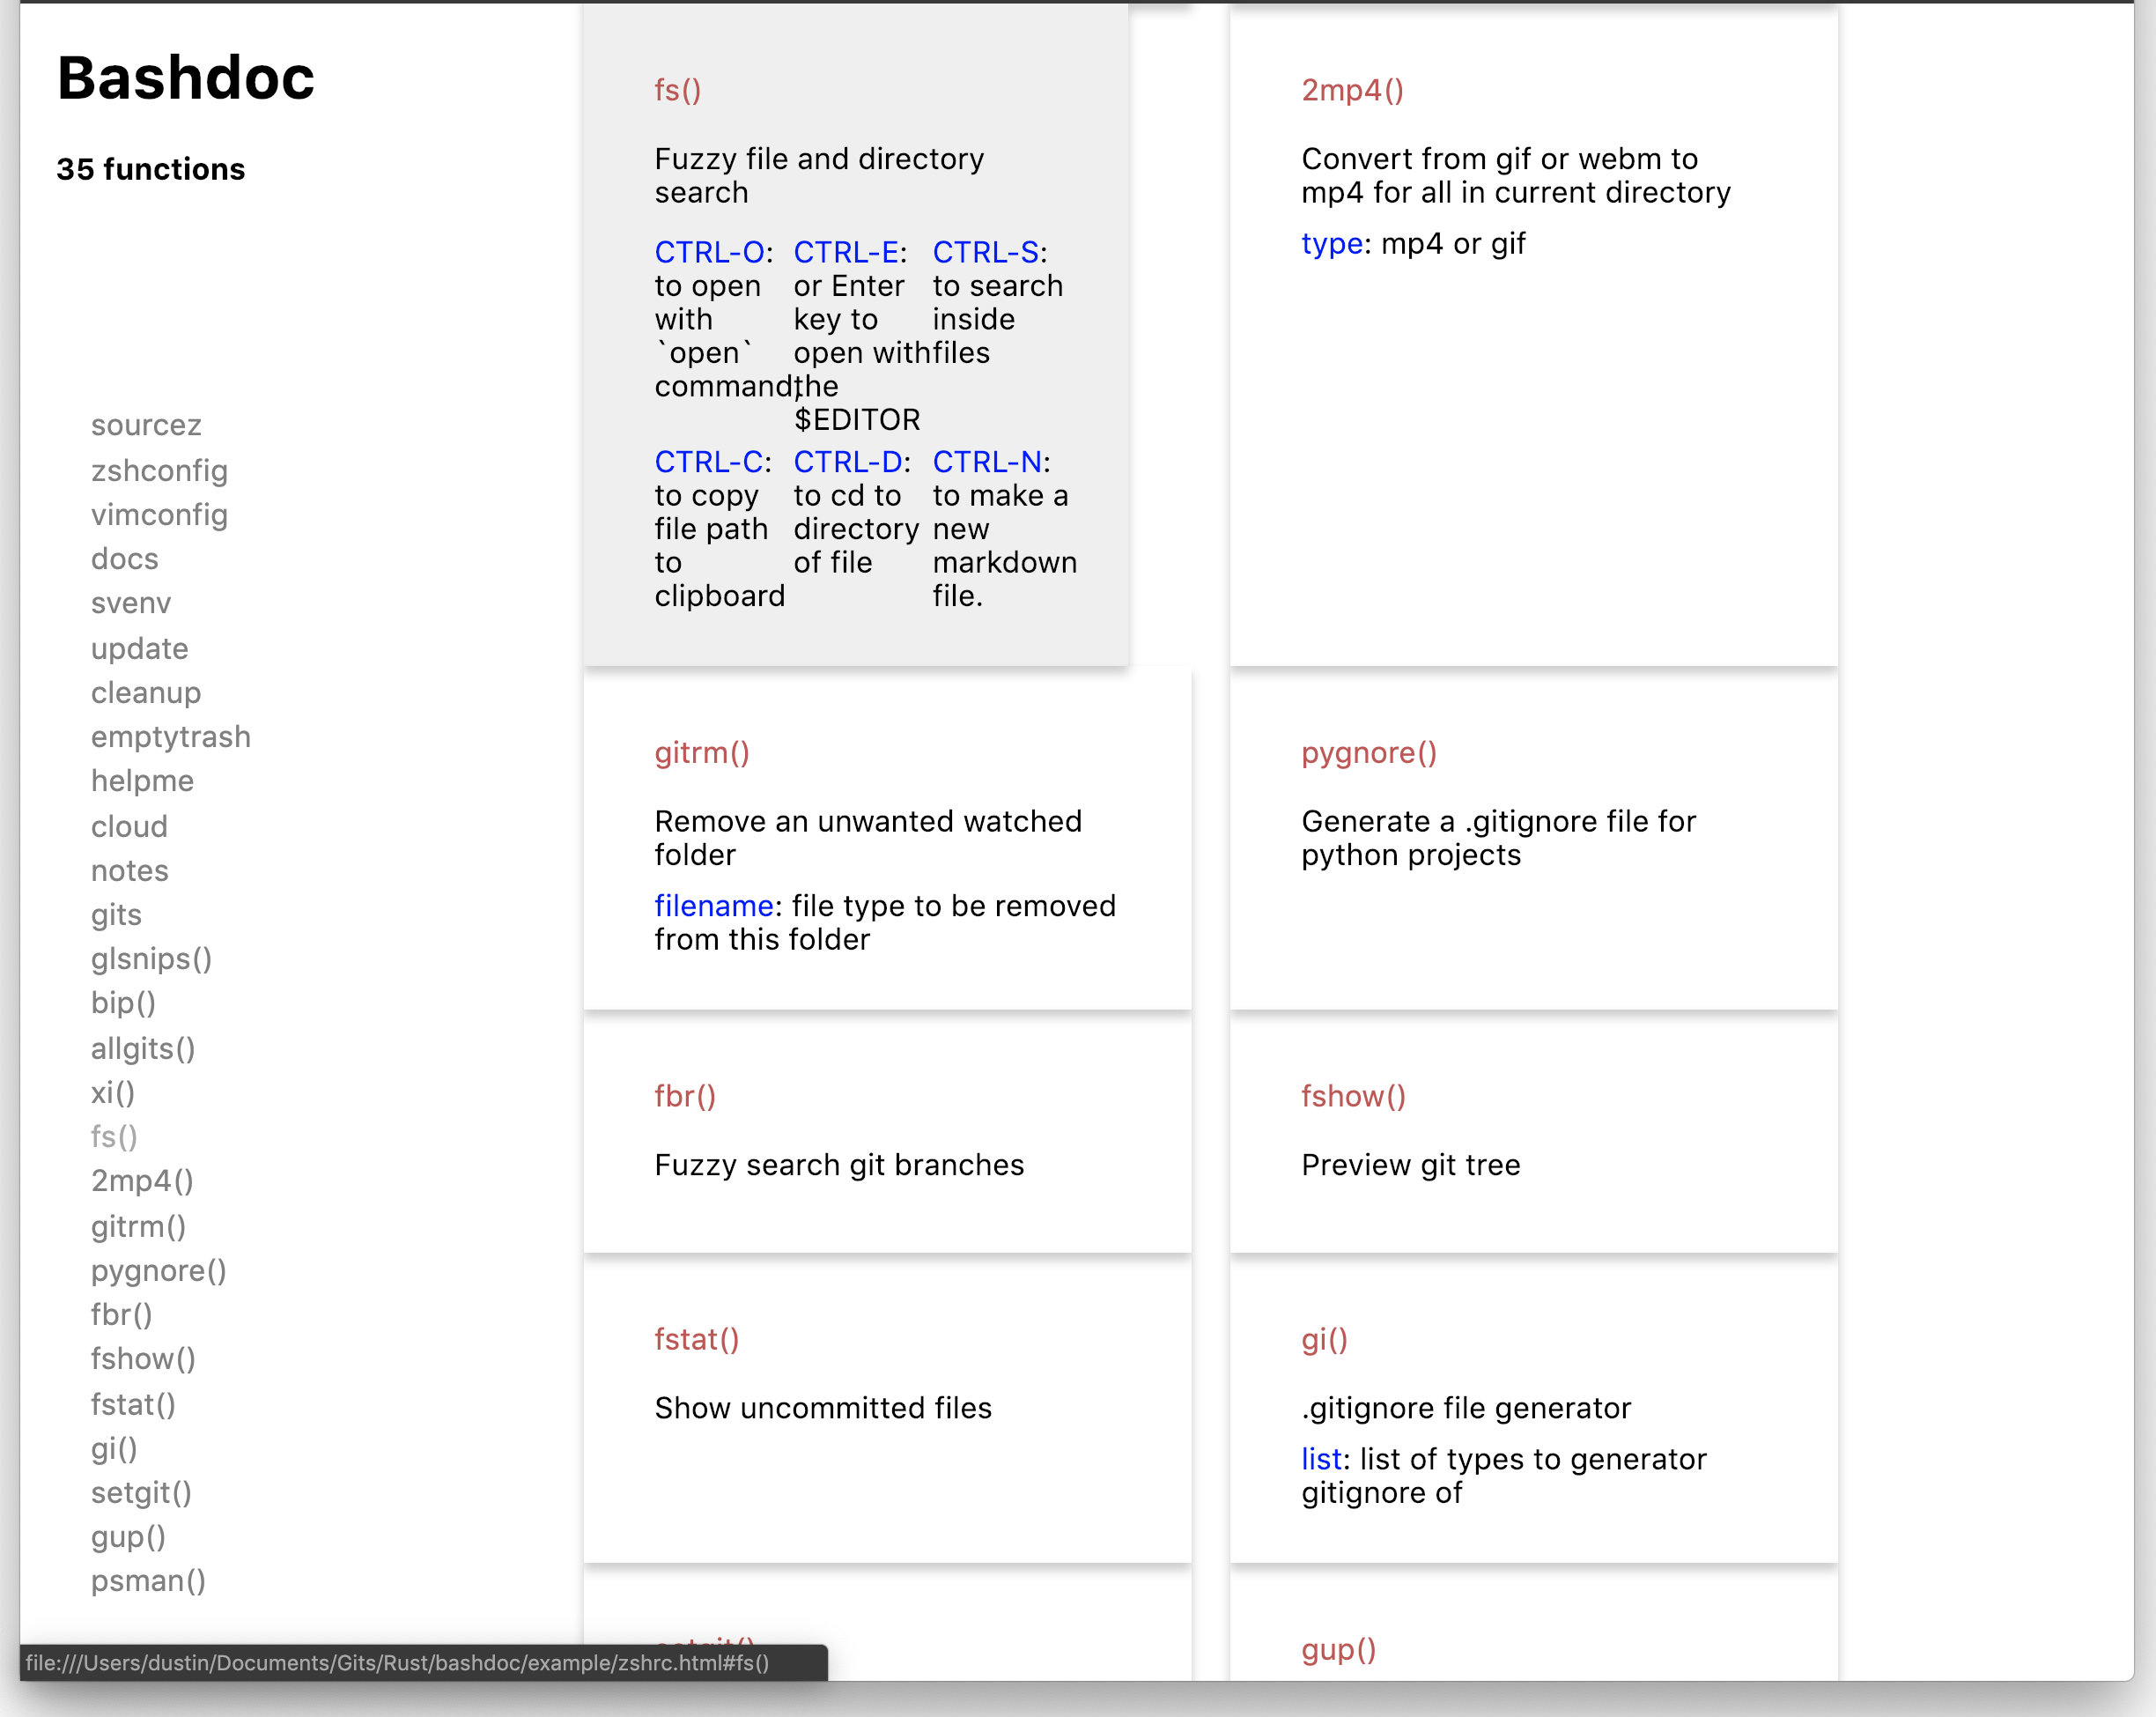 Bashdoc
35 functions
sourcez
zshconfig
vimconfig
docs
svenv
update
cleanup
emptytrash
helpme
cloud
notes
gits
glsnips()
bip()
allgits()
xi()
fs()
2mp4()
gitrm()
pygnore()
fbr()
fshow()
fstat()
gi()
setgit()
gup()
psman()
fs()
Fuzzy file and directory
search
CTRL-O:
to open
with
`open`
command,
CTRL-E:
or Enter
key to
open with
the
$EDITOR
CTRL-S:
to search
inside
files
CTRL-C:
to copy
file path
to
clipboard
CTRL-D:
to cd to
directory
of file
CTRL-N:
to make a
new
markdown
file.
2mp4()
Convert from gif or webm to
mp4 for all in current directory
type: mp4 or gif
gitrm()
Remove an unwanted watched
folder
filename: file type to be removed
from this folder
pygnore()
Generate a .gitignore file for
python projects
fbr()
Fuzzy search git branches
fshow()
Preview git tree
fstat()
Show uncommitted files
gi()
.gitignore file generator
list: list of types to generator
gitignore of
setgit()
gup()
file:///Users/dustin/Documents/Gits/Rust/bashdoc/example/zshrc.html#fs()